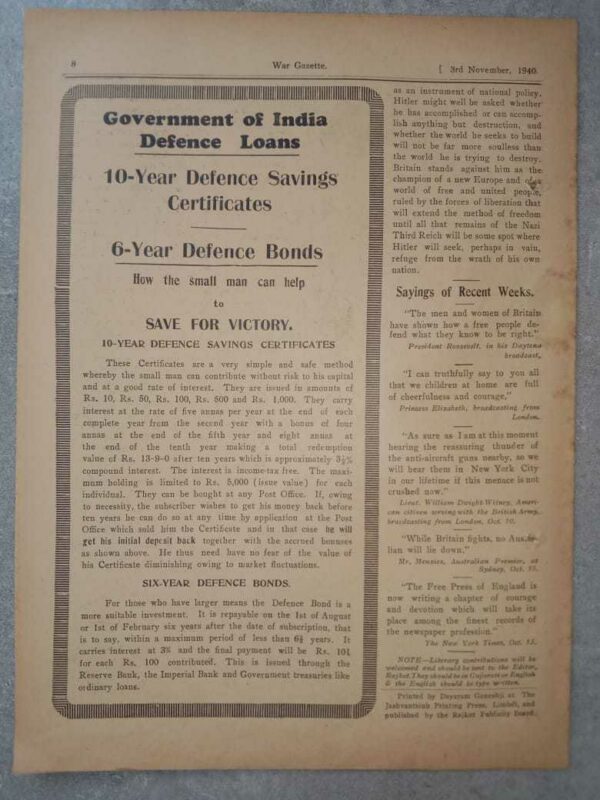 8
War Gazette.
[ 3rd November, 1940.
Government of India
Defence Loans
10-Year Defence Savings
Certificates
6-Year Defence Bonds
How the small man can help
to
SAVE FOR VICTORY.
10-YEAR DEFENCE SAVINGS CERTIFICATES
These Certificates are a very simple and safe method
whereby the small man can contribute without risk to his capital
and at a good rate of interest. They are issued in amounts of
Rs. 10, Rs. 50, Rs. 100, Rs. 500 and Rs. 1,000. They carry
interest at the rate of five annas per year at the end of each
complete year from the second year with a bonus of four
annas at the end of the fifth year and eight annas at
the end of the tenth year making a total redemption
value of Rs. 13-9-0 after ten years which is approximately 3⅛%
compound interest. The interest is income-tax free. The maxi-
mum holding is limited to Rs. 5,000 (issue value) for each
individual. They can be bought at any Post Office. If, owing
to necessity, the subscriber wishes to get his money back before
ten years he can do so at any time by application at the Post
Office which sold him the Certificate and in that case he will
get his initial deposit back together with the accrued bonuses
as shown above. He thus need have no fear of the value of
his Certificate diminishing owing to market fluctuations.
SIX-YEAR DEFENCE BONDS.
For those who have larger means the Defence Bond is a
more suitable investment. It is repayable on the 1st of August
or 1st of February six years after the date of subscription, that
is to say, within a maximum period of less than 6½ years. It
carries interest at 3% and the final payment will be Rs. 101
for each Rs. 100 contributed. This is issued through the
Reserve Bank, the Imperial Bank and Government treasuries like
ordinary loans.
as an instrument of national policy.
Hitler might well be asked whether
he has accomplished or can accomp-
lish anything but destruction, and
whether the world he seeks to build
will not be far more soulless than
the world he is trying to destroy.
Britain stands against him as the
champion of a new Europe and of a
world of free and united people,
ruled by the forces of liberation that
will extend the method of freedom
until all that remains of the Nazi
Third Reich will be some spot where
Hitler will seek, perhaps in vain,
refuge from the wrath of his own
nation.
Sayings of Recent Weeks.
"The men and women of Britain
have shown how a free people de-
fend what they know to be right."
President Roosevelt, in his Daytona
broadcast,
"I can truthfully say to you all
that we children at home are full
of cheerfulness and courage,"
Princess Elizabeth, broadcasting from
London.
"As sure as I am at this moment
hearing the reassuring thunder of
the anti-aircraft guns nearby, so we
will bear them in New York City
in our lifetime if this menace is not
crushed now."
Lieut. William Dwight-Witney, Ameri-
can citizen serving with the British Army,
broadcasting from London, Oct. 10.
"While Britain fights, no Austra-
lian will lie down."
Mr. Menzies, Australian Premier, at
Sydney, Oct. 15.
"The Free Press of England is
now writing a chapter of courage
and devotion which will take its
place among the finest records of
the newspaper profession."
The New York Times, Oct. 15.
NOTE—Literary contributions will be
welcomed and should be sent to the Editor,
Rajkot. They should be in Gujarati or English
& the English should be type written.
Printed by Dayaram Ganeshji at The
Jashvantsinh Printing Press, Limbdi, and
published by the Rajkot Publicity Board.